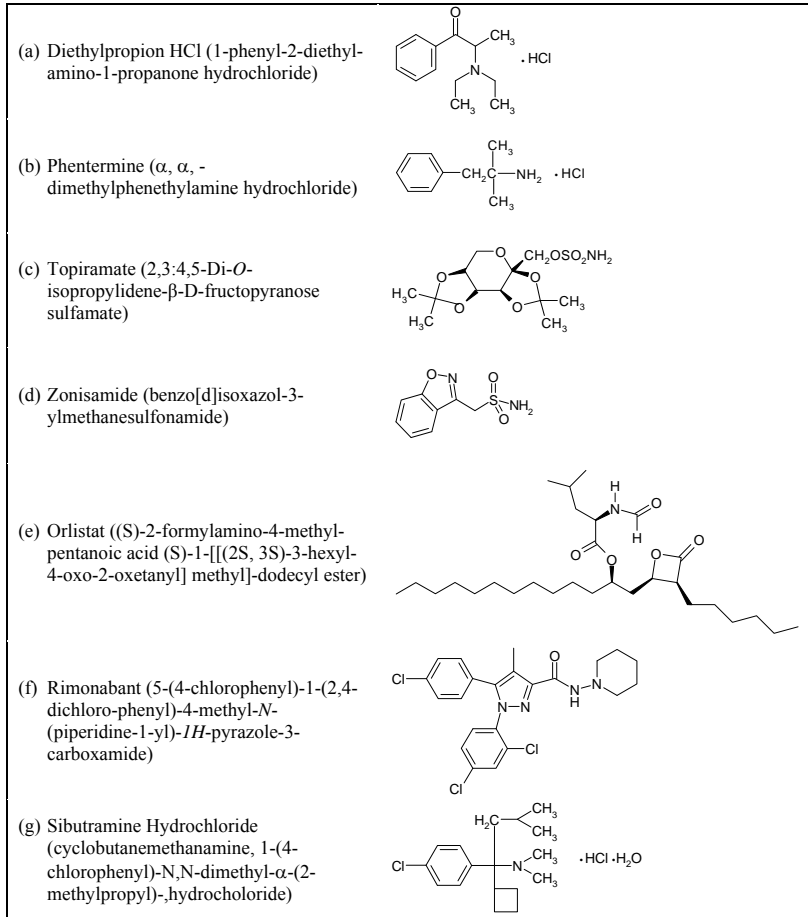 (a) Diethylpropion HCl (1-phenyl-2-diethyl-
amino-1-propanone hydrochloride)
O
CH₃
N
CH₃ CH₃
· HCl
(b) Phentermine (α, α, -
dimethylphenethylamine hydrochloride)
CH₃
CH₂C NH₂ · HCl
CH₃
(c) Topiramate (2,3:4,5-Di-O-
isopropylidene-β-D-fructopyranose
sulfamate)
O CH₂OSO₂NH₂
O O
H₃C O O CH₃
H₃C CH₃
(d) Zonisamide (benzo[d]isoxazol-3-
ylmethanesulfonamide)
O N O
S NH₂
O
(e) Orlistat ((S)-2-formylamino-4-methyl-
pentanoic acid (S)-1-[[(2S, 3S)-3-hexyl-
4-oxo-2-oxetanyl] methyl]-dodecyl ester)
H
N O
H
O O O O
(f) Rimonabant (5-(4-chlorophenyl)-1-(2,4-
dichloro-phenyl)-4-methyl-N-
(piperidine-1-yl)-1H-pyrazole-3-
carboxamide)
Cl O
N N N N
H
Cl
Cl
(g) Sibutramine Hydrochloride
(cyclobutanemethanamine, 1-(4-
chlorophenyl)-N,N-dimethyl-α-(2-
methylpropyl)-,hydrocholoride)
H₂C CH₃
CH₃
Cl N CH₃
CH₃
·HCl·H₂O